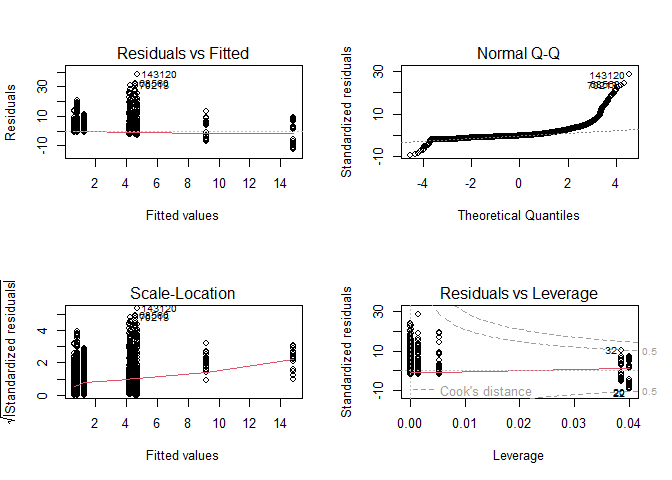 Residuals vs Fitted
Residuals
-10 10 30
143120
2 4 6 8 10 12 14
Fitted values
Normal Q-Q
Standardized residuals
-10 10 30
143120
-4 -2 0 2 4
Theoretical Quantiles
Scale-Location
√|Standardized residuals|
0 2 4
143120
2 4 6 8 10 12 14
Fitted values
Residuals vs Leverage
Standardized residuals
-10 10 30
32
0.5
Cook's distance
0.5
0.00 0.01 0.02 0.03 0.04
Leverage